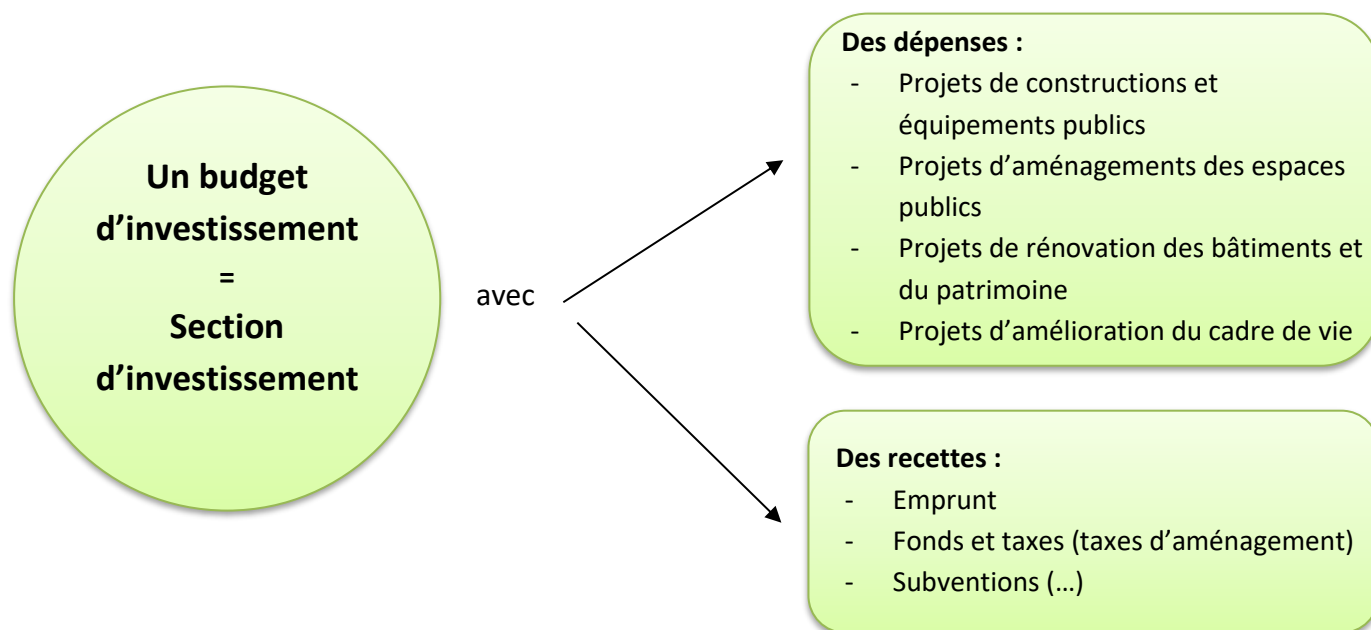 Un budget
d’investissement
=
Section
d’investissement
avec
Des dépenses :
- Projets de constructions et
équipements publics
- Projets d’aménagements des espaces
publics
- Projets de rénovation des bâtiments et
du patrimoine
- Projets d’amélioration du cadre de vie
Des recettes :
- Emprunt
- Fonds et taxes (taxes d’aménagement)
- Subventions (…)